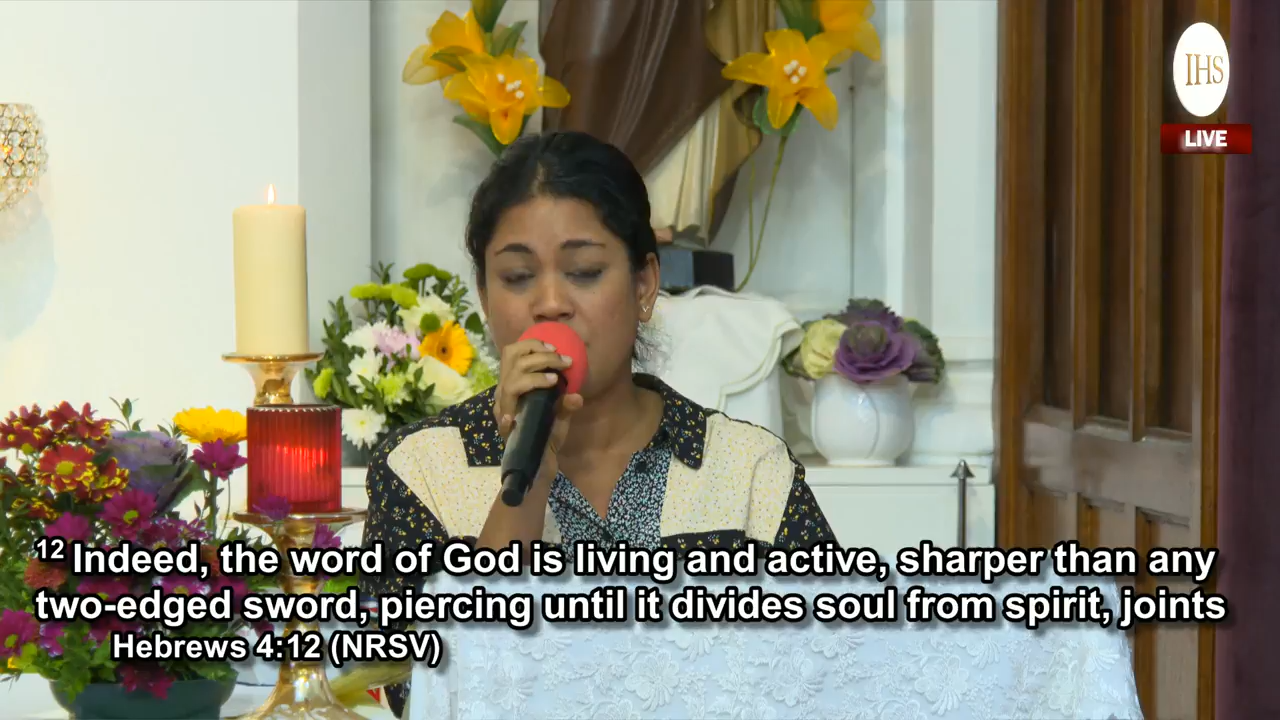 IHS
LIVE
12 Indeed, the word of God is living and active, sharper than any
two-edged sword, piercing until it divides soul from spirit, joints
Hebrews 4:12 (NRSV)